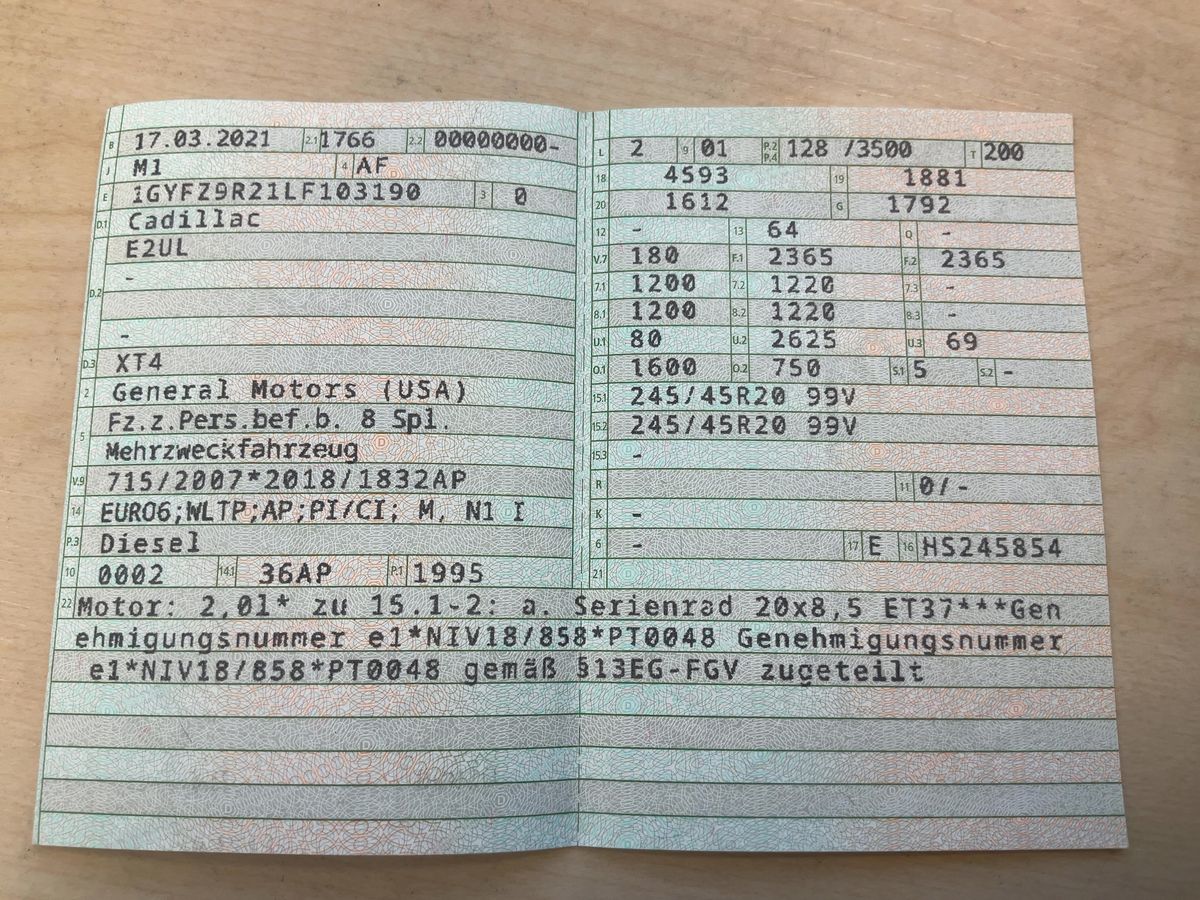 B 17.03.2021 2.1 1766 2.2 00000000-
J M1 4 AF
E 1GYFZ9R21LF103190 3 0
D.1 Cadillac
E2UL
D.2 -
-
D.3 XT4
2 General Motors (USA)
5 Fz.z.Pers.bef.b. 8 Spl.
Mehrzweckfahrzeug
V.9 715/2007*2018/1832AP
14 EURO6;WLTP;AP;PI/CI; M, N1 I
P.3 Diesel
10 0002 14.1 36AP P.1 1995
L 2 9 01 P.2 P.4 128 /3500 T 200
18 4593 19 1881
20 1612 G 1792
12 - 13 64 Q -
V.7 180 F.1 2365 F.2 2365
7.1 1200 7.2 1220 7.3 -
8.1 1200 8.2 1220 8.3 -
U.1 80 U.2 2625 U.3 69
O.1 1600 O.2 750 S.1 5 S.2 -
15.1 245/45R20 99V
15.2 245/45R20 99V
15.3 -
R 11 0/-
K -
6 - 17 E 16 HS245854
21
22 Motor: 2,0l* zu 15.1-2: a. Serienrad 20x8,5 ET37***Gen
ehmigungsnummer e1*NIV18/858*PT0048 Genehmigungsnummer
e1*NIV18/858*PT0048 gemäß §13EG-FGV zugeteilt